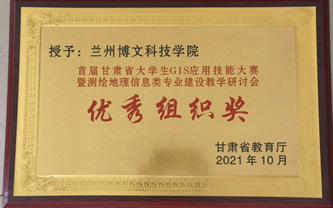 授予：兰州博文科技学院
首届甘肃省大学生GIS应用技能大赛
暨测绘地理信息类专业建设教学研讨会
优秀组织奖
甘肃省教育厅
2021年10月